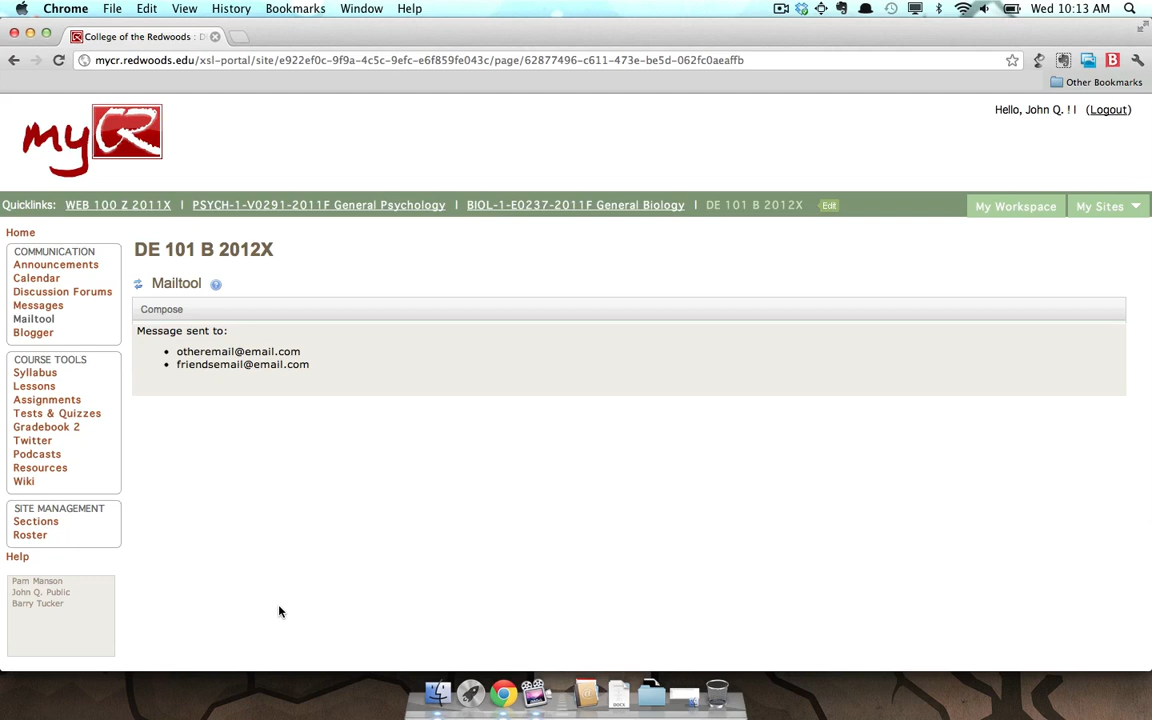 Chrome File Edit View History Bookmarks Window Help Wed 10:13 AM
College of the Redwoods : D
mycr.redwoods.edu/xsl-portal/site/e922ef0c-9f9a-4c5c-9efc-e6f859fe043c/page/62877496-c611-473e-be5d-062fc0aeaffb
Other Bookmarks
myCR
Hello, John Q. ! | (Logout)
Quicklinks: WEB 100 Z 2011X | PSYCH-1-V0291-2011F General Psychology | BIOL-1-E0237-2011F General Biology | DE 101 B 2012X Edit My Workspace My Sites
Home
COMMUNICATION
Announcements
Calendar
Discussion Forums
Messages
Mailtool
Blogger
COURSE TOOLS
Syllabus
Lessons
Assignments
Tests & Quizzes
Gradebook 2
Twitter
Podcasts
Resources
Wiki
SITE MANAGEMENT
Sections
Roster
Help
Pam Manson
John Q. Public
Barry Tucker
DE 101 B 2012X
Mailtool
Compose
Message sent to:
• otheremail@email.com
• friendsemail@email.com
DOCX